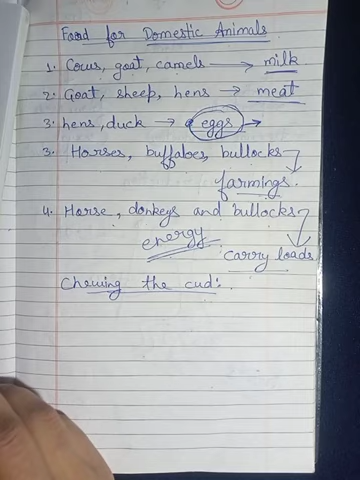 Food for Domestic Animals
1. Cows, goat, camels → milk
2. Goat, sheep, hens → meat
3. hens, duck → eggs →
3. Horses, buffaloes, bullocks
farmings.
4. Horse, donkeys and bullocks
energy
carry loads
Chewing the cud: